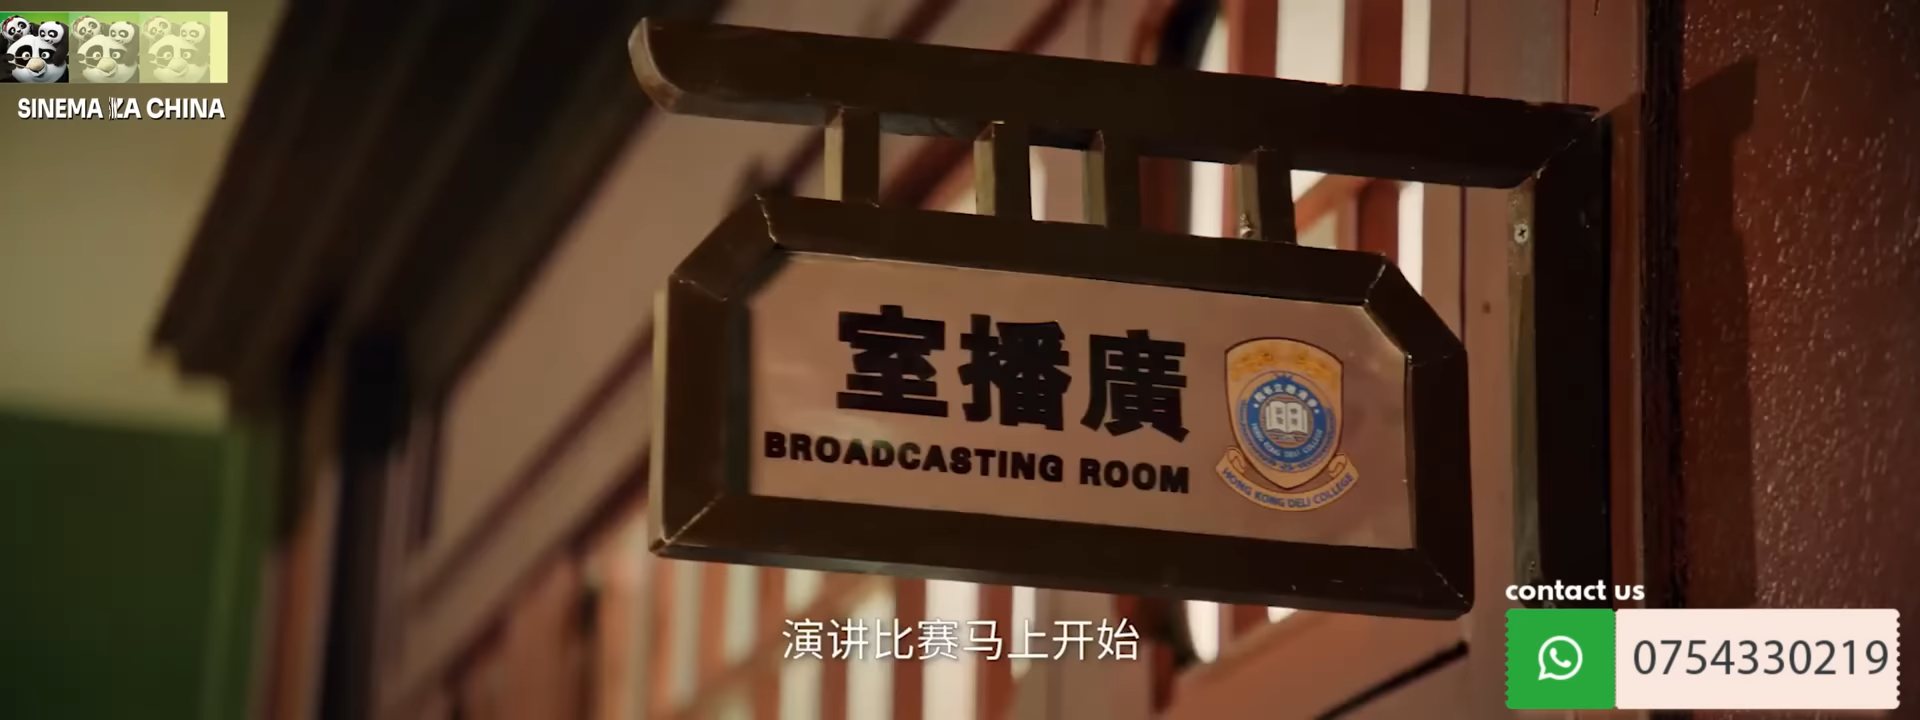 SINEMA ZA CHINA
室播廣
BROADCASTING ROOM
HONG KONG DELI COLLEGE
演讲比赛马上开始
contact us
0754330219